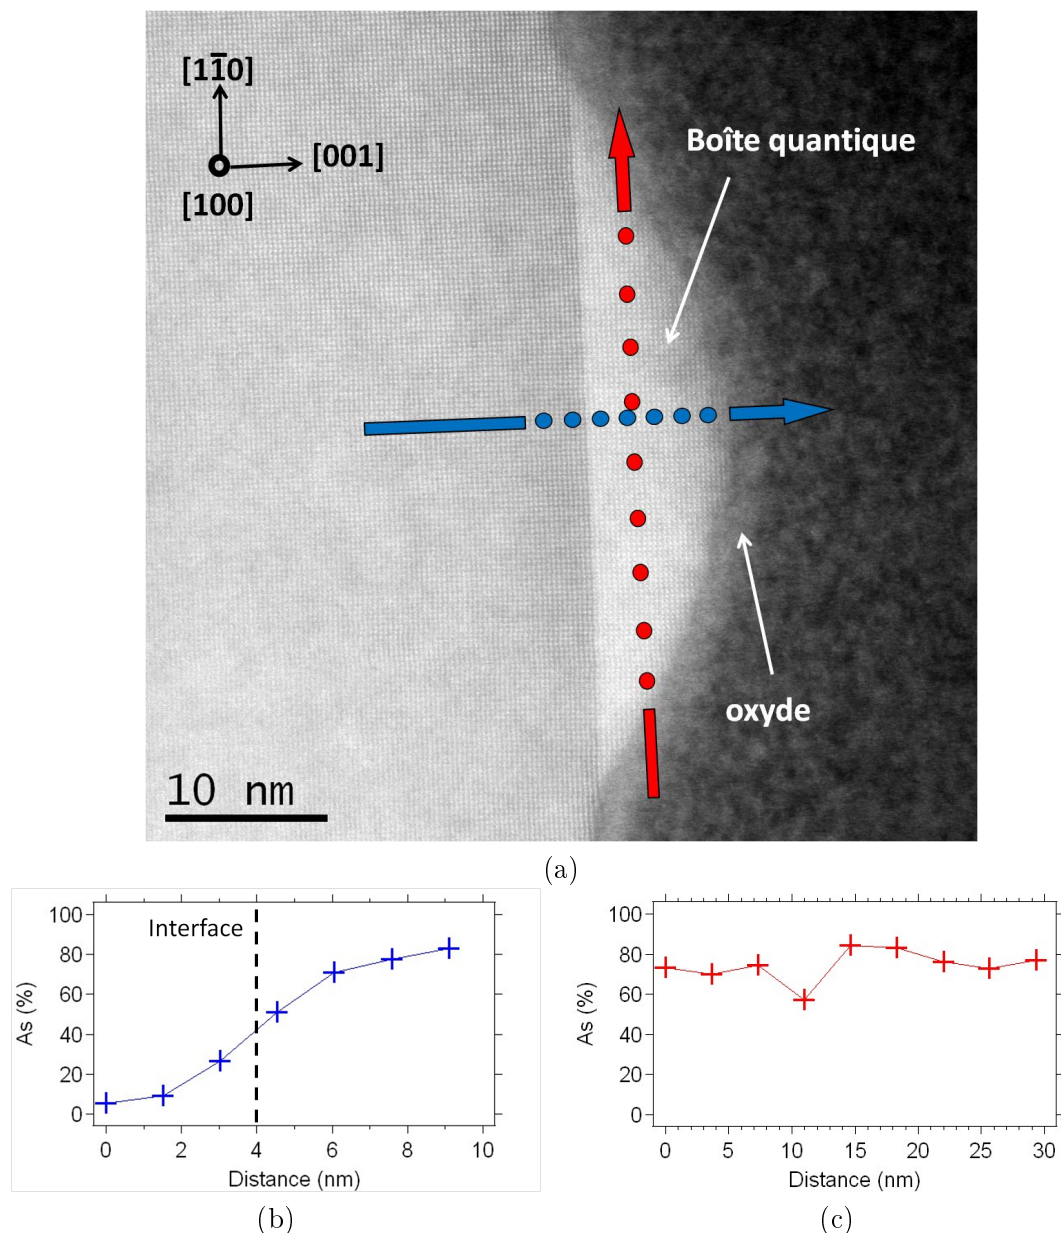 [11̅0]
[001]
[100]
Boîte quantique
oxyde
10 nm
(a)
Interface
As (%)
100
80
60
40
20
0
0 2 4 6 8 10
Distance (nm)
(b)
As (%)
100
80
60
40
20
0
0 5 10 15 20 25 30
Distance (nm)
(c)